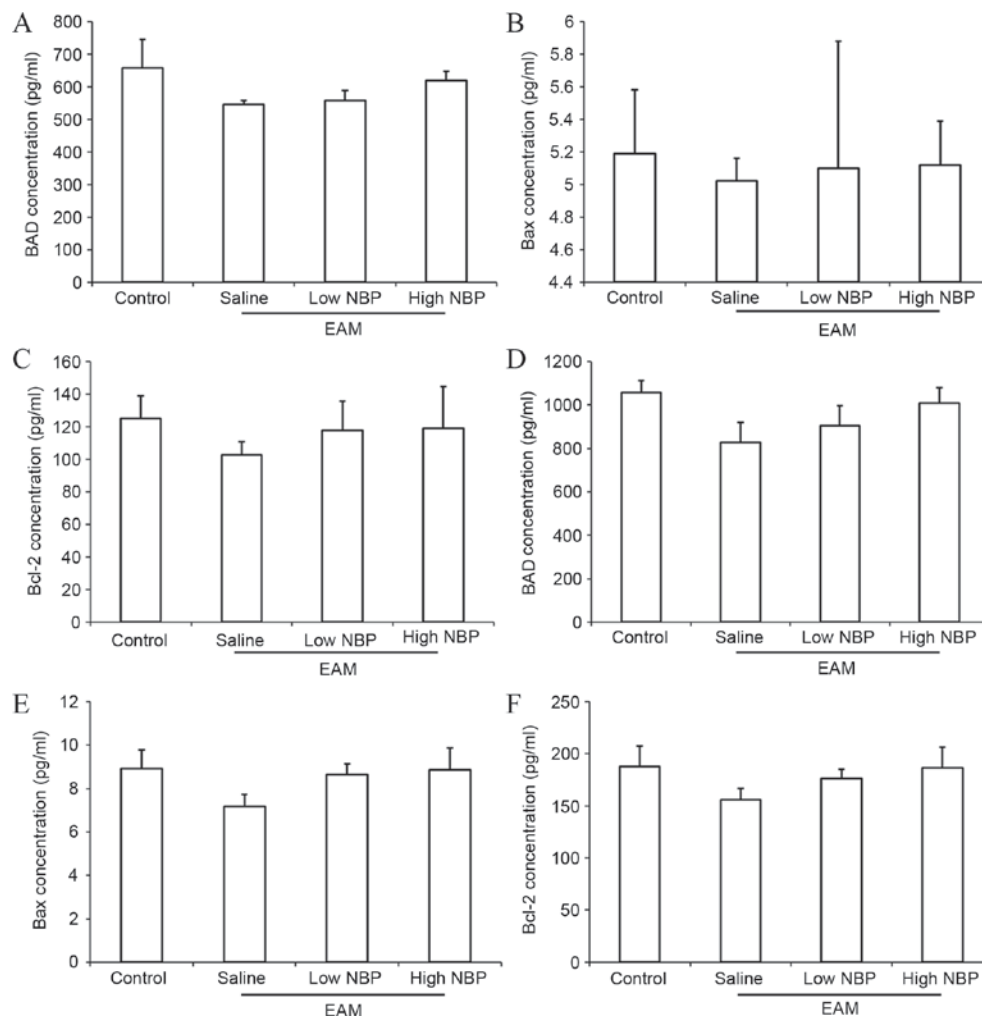 A
BAD concentration (pg/ml)
800
700
600
500
400
300
200
100
0
Control Saline Low NBP High NBP
EAM
B
Bax concentration (pg/ml)
6
5.8
5.6
5.4
5.2
5
4.8
4.6
4.4
Control Saline Low NBP High NBP
EAM
C
Bcl-2 concentration (pg/ml)
160
140
120
100
80
60
40
20
0
Control Saline Low NBP High NBP
EAM
D
BAD concentration (pg/ml)
1200
1000
800
600
400
200
0
Control Saline Low NBP High NBP
EAM
E
Bax concentration (pg/ml)
12
10
8
6
4
2
0
Control Saline Low NBP High NBP
EAM
F
Bcl-2 concentration (pg/ml)
250
200
150
100
50
0
Control Saline Low NBP High NBP
EAM